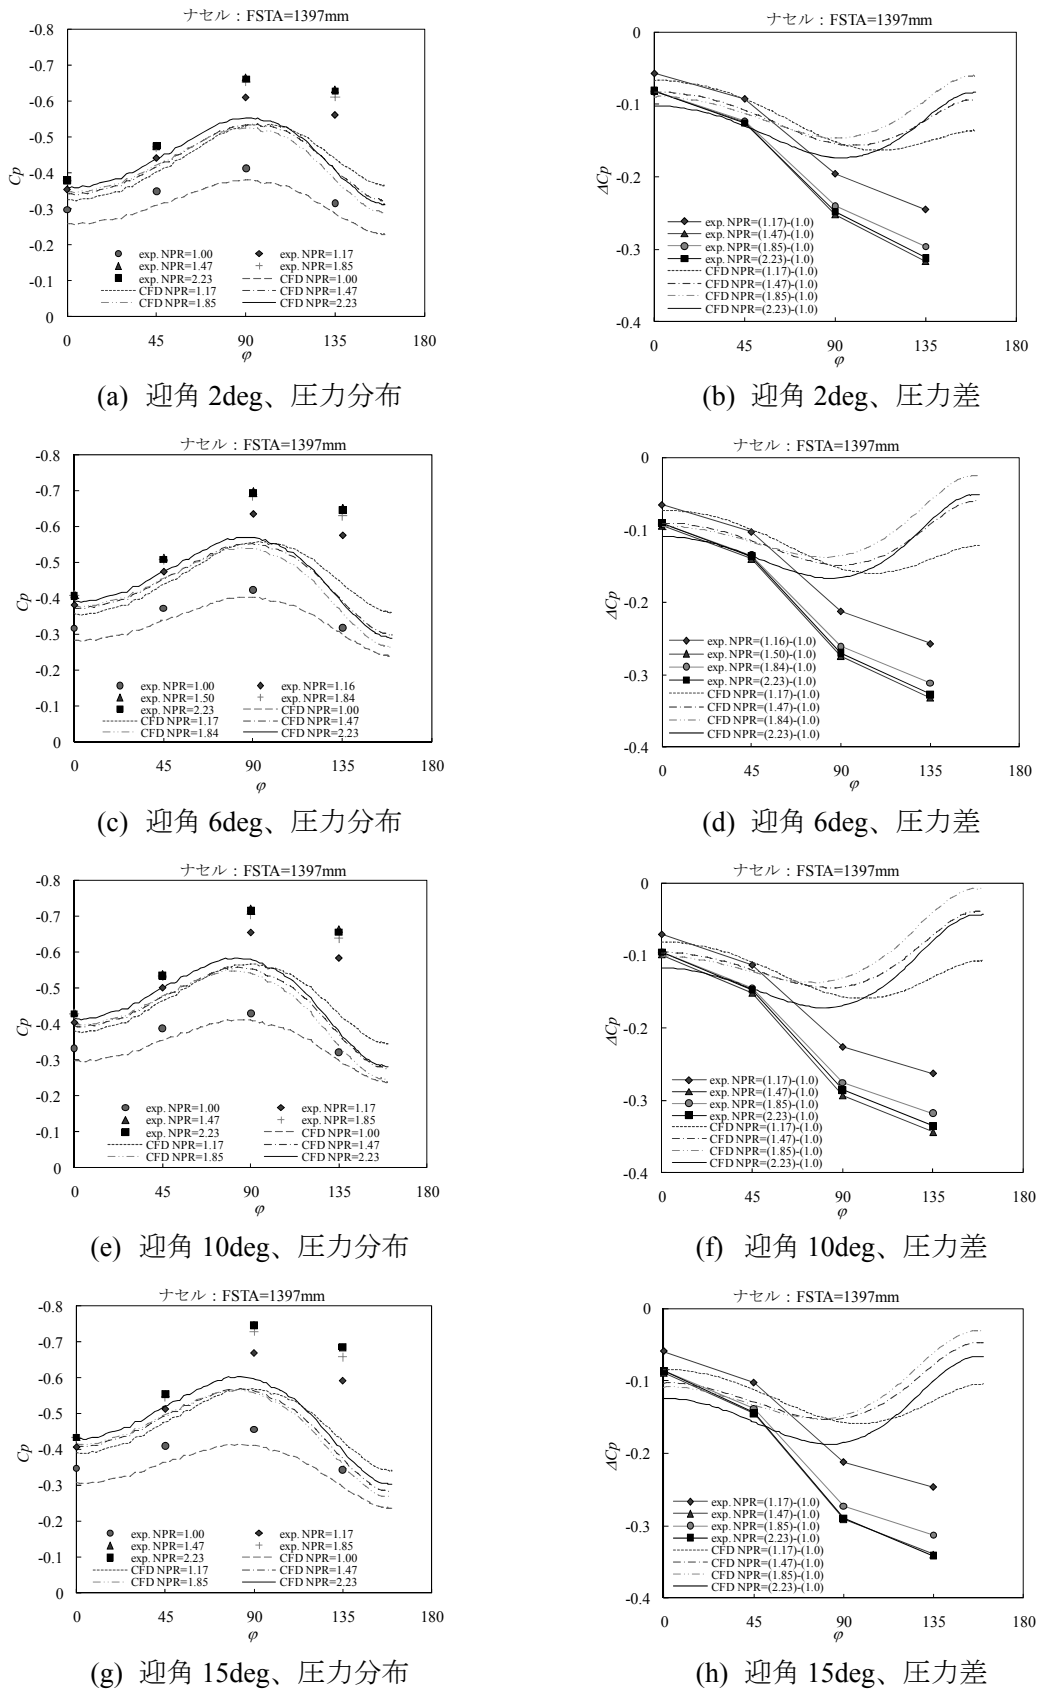 ナセル：FSTA=1397mm
-0.8
-0.7
-0.6
-0.5
-0.4
-0.3
-0.2
-0.1
0
Cp
exp. NPR=1.00
exp. NPR=1.17
exp. NPR=1.47
exp. NPR=1.85
exp. NPR=2.23
CFD NPR=1.00
CFD NPR=1.17
CFD NPR=1.47
CFD NPR=1.85
CFD NPR=2.23
0 45 90 135 180
φ
(a) 迎角 2deg、圧力分布
ナセル：FSTA=1397mm
0
-0.1
-0.2
-0.3
-0.4
ΔCp
exp. NPR=(1.17)-(1.0)
exp. NPR=(1.47)-(1.0)
exp. NPR=(1.85)-(1.0)
exp. NPR=(2.23)-(1.0)
CFD NPR=(1.17)-(1.0)
CFD NPR=(1.47)-(1.0)
CFD NPR=(1.85)-(1.0)
CFD NPR=(2.23)-(1.0)
0 45 90 135 180
φ
(b) 迎角 2deg、圧力差
ナセル：FSTA=1397mm
-0.8
-0.7
-0.6
-0.5
-0.4
-0.3
-0.2
-0.1
0
Cp
exp. NPR=1.00
exp. NPR=1.16
exp. NPR=1.50
exp. NPR=1.84
exp. NPR=2.23
CFD NPR=1.00
CFD NPR=1.17
CFD NPR=1.47
CFD NPR=1.84
CFD NPR=2.23
0 45 90 135 180
φ
(c) 迎角 6deg、圧力分布
ナセル：FSTA=1397mm
0
-0.1
-0.2
-0.3
-0.4
ΔCp
exp. NPR=(1.16)-(1.0)
exp. NPR=(1.50)-(1.0)
exp. NPR=(1.84)-(1.0)
exp. NPR=(2.23)-(1.0)
CFD NPR=(1.17)-(1.0)
CFD NPR=(1.47)-(1.0)
CFD NPR=(1.84)-(1.0)
CFD NPR=(2.23)-(1.0)
0 45 90 135 180
φ
(d) 迎角 6deg、圧力差
ナセル：FSTA=1397mm
-0.8
-0.7
-0.6
-0.5
-0.4
-0.3
-0.2
-0.1
0
Cp
exp. NPR=1.00
exp. NPR=1.17
exp. NPR=1.47
exp. NPR=1.85
exp. NPR=2.23
CFD NPR=1.00
CFD NPR=1.17
CFD NPR=1.47
CFD NPR=1.85
CFD NPR=2.23
0 45 90 135 180
φ
(e) 迎角 10deg、圧力分布
ナセル：FSTA=1397mm
0
-0.1
-0.2
-0.3
-0.4
ΔCp
exp. NPR=(1.17)-(1.0)
exp. NPR=(1.47)-(1.0)
exp. NPR=(1.85)-(1.0)
exp. NPR=(2.23)-(1.0)
CFD NPR=(1.17)-(1.0)
CFD NPR=(1.47)-(1.0)
CFD NPR=(1.85)-(1.0)
CFD NPR=(2.23)-(1.0)
0 45 90 135 180
φ
(f) 迎角 10deg、圧力差
ナセル：FSTA=1397mm
-0.8
-0.7
-0.6
-0.5
-0.4
-0.3
-0.2
-0.1
0
Cp
exp. NPR=1.00
exp. NPR=1.17
exp. NPR=1.47
exp. NPR=1.85
exp. NPR=2.23
CFD NPR=1.00
CFD NPR=1.17
CFD NPR=1.47
CFD NPR=1.85
CFD NPR=2.23
0 45 90 135 180
φ
(g) 迎角 15deg、圧力分布
ナセル：FSTA=1397mm
0
-0.1
-0.2
-0.3
-0.4
ΔCp
exp. NPR=(1.17)-(1.0)
exp. NPR=(1.47)-(1.0)
exp. NPR=(1.85)-(1.0)
exp. NPR=(2.23)-(1.0)
CFD NPR=(1.17)-(1.0)
CFD NPR=(1.47)-(1.0)
CFD NPR=(1.85)-(1.0)
CFD NPR=(2.23)-(1.0)
0 45 90 135 180
φ
(h) 迎角 15deg、圧力差